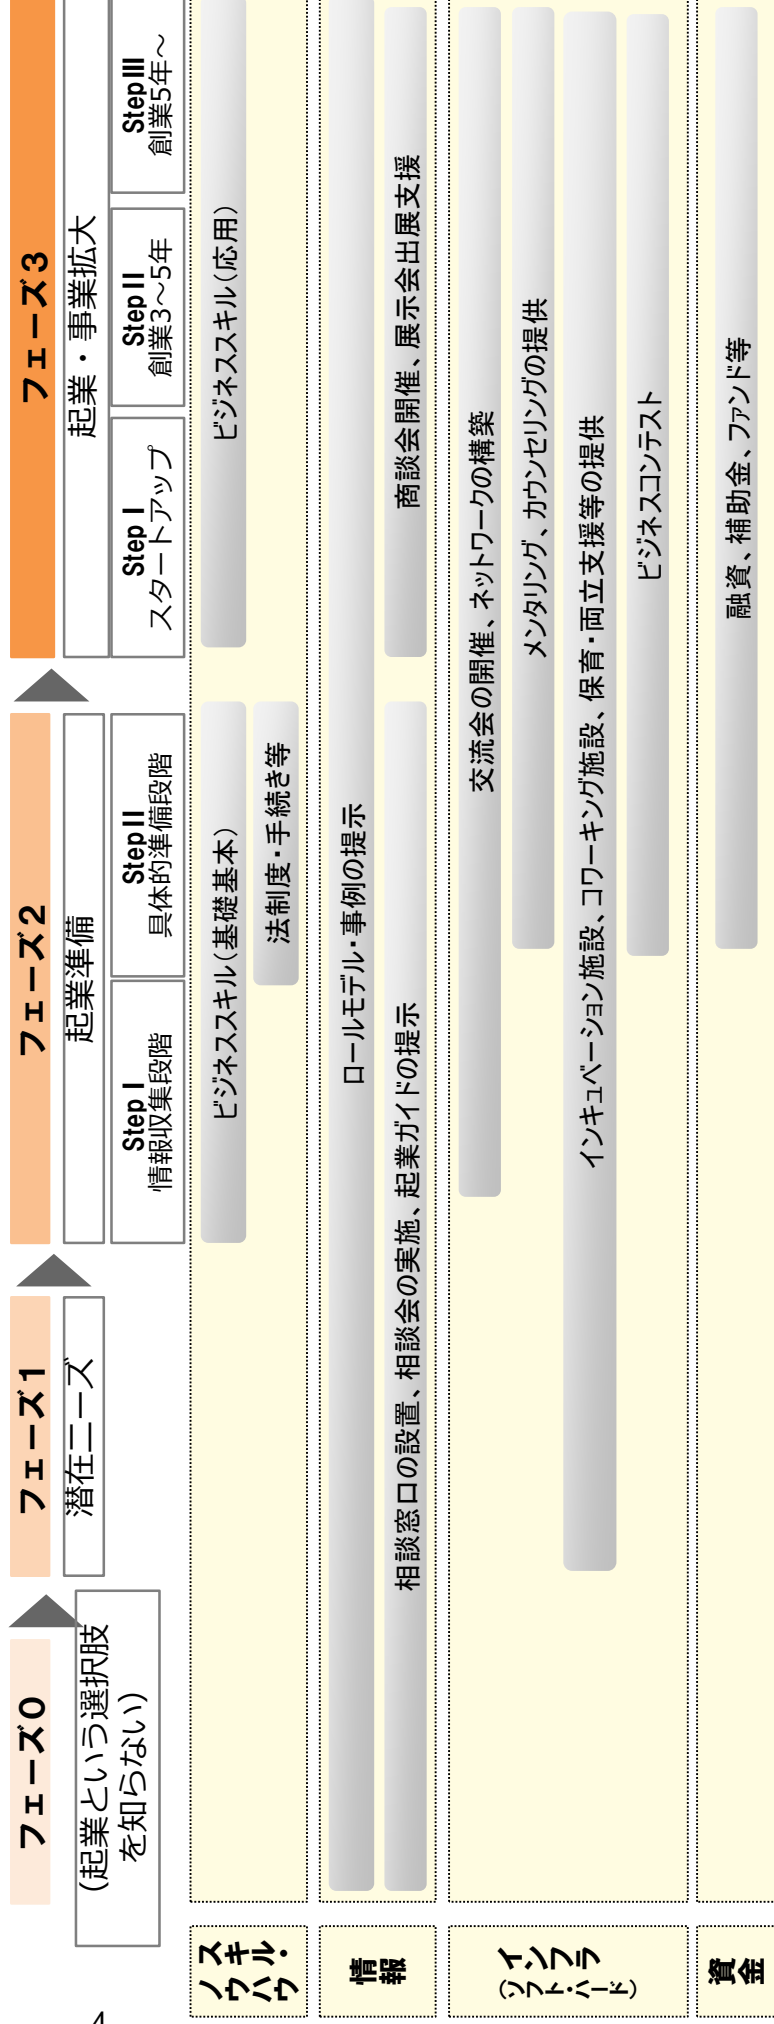 フェーズ0
(起業という選択肢
を知らない)
フェーズ1
潜在ニーズ
フェーズ2
起業準備
Step I
情報収集段階
Step II
具体的準備段階
フェーズ3
起業・事業拡大
Step I
スタートアップ
Step II
創業3～5年
Step III
創業5年～
スキル・
ノウハウ
ビジネススキル(基礎基本)
ビジネススキル(応用)
法制度・手続き等
情報
ロールモデル・事例の提示
相談窓口の設置、相談会の実施、起業ガイドの提示
商談会開催、展示会出展支援
インフラ
(ソフト・ハード)
交流会の開催、ネットワークの構築
メンタリング、カウンセリングの提供
インキュベーション施設、コワーキング施設、保育・両立支援等の提供
ビジネスコンテスト
資金
融資、補助金、ファンド等